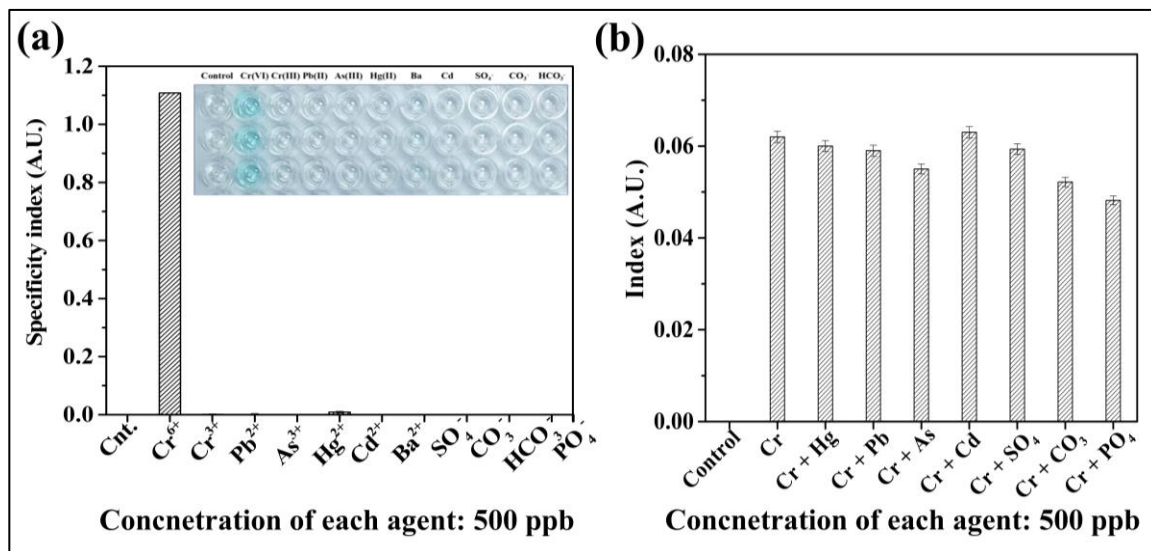 (a)
Specificity index (A.U.)
1.2
1.0
0.8
0.6
0.4
0.2
0.0
Control Cr(VI) Cr(III) Pb(II) As(III) Hg(II) Ba Cd SO₄⁻ CO₃⁻ HCO₃⁻
Cnt. Cr⁶⁺ Cr³⁺ Pb²⁺ As³⁺ Hg²⁺ Cd²⁺ Ba²⁺ SO₄⁻ CO₃⁻ HCO₃⁻ PO₄⁻
Concnetration of each agent: 500 ppb
(b)
Index (A.U.)
0.08
0.06
0.04
0.02
0.00
Control Cr Cr + Hg Cr + Pb Cr + As Cr + Cd Cr + SO₄ Cr + CO₃ Cr + PO₄
Concnetration of each agent: 500 ppb